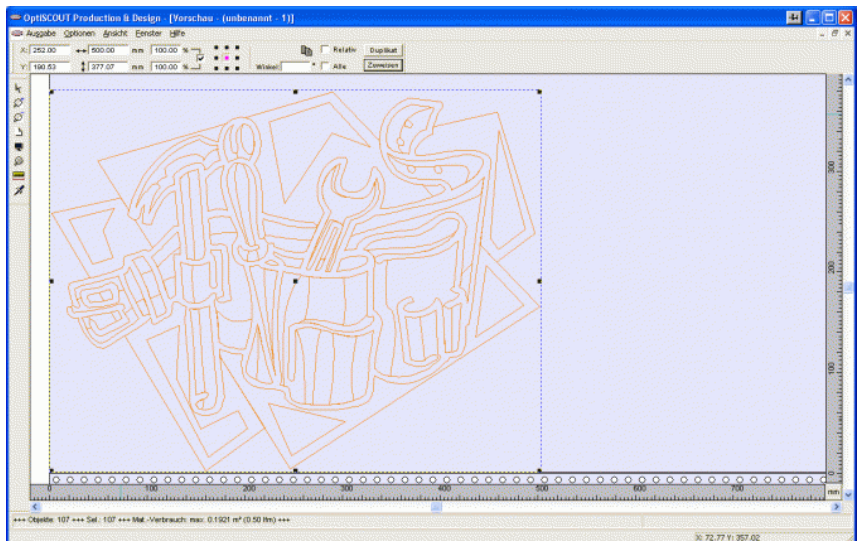 OptiSCOUT Production & Design - [Vorschau - (unbenannt - 1)]
Ausgabe Optionen Ansicht Fenster Hilfe
X: 252.00 500.00 mm 100.00 % Relativ Duplikat
Y: 190.53 377.07 mm 100.00 % Winkel: ° Alle Zuweisen
300
200
100
0
0 100 200 300 400 500 600 700 mm
+++ Objekte: 107 +++ Sel.: 107 +++ Mat.-Verbrauch: max. 0.1921 m² (0.50 lfm) +++
X: 72.77 Y: 357.02